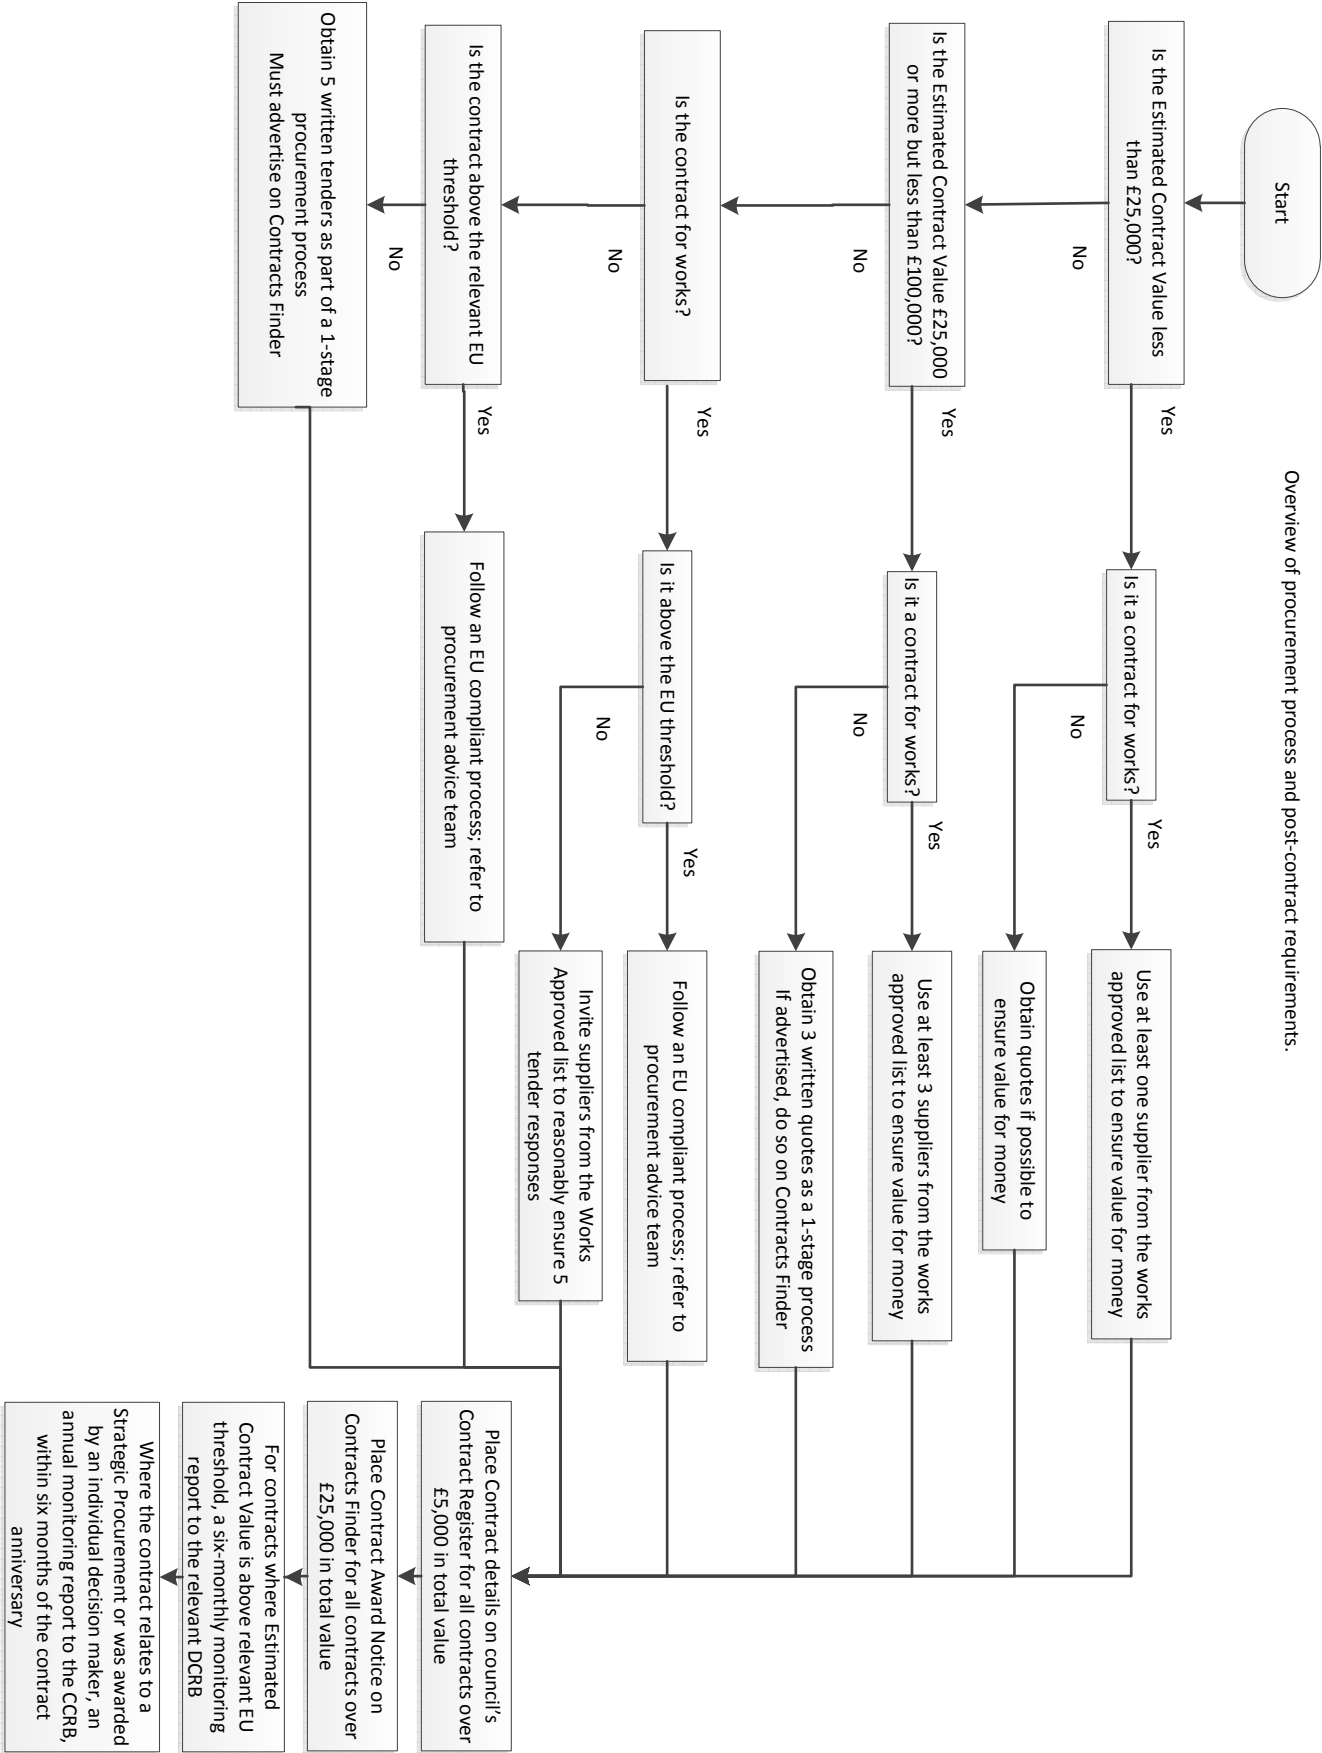 Overview of procurement process and post-contract requirements.
Start
Is the Estimated Contract Value less
than £25,000?
Yes
No
Is it a contract for works?
Yes
No
Use at least one supplier from the works
approved list to ensure value for money
Obtain quotes if possible to
ensure value for money
Is the Estimated Contract Value £25,000
or more but less than £100,000?
Yes
No
Is it a contract for works?
Yes
No
Use at least 3 suppliers from the works
approved list to ensure value for money
Obtain 3 written quotes as a 1-stage process
If advertised, do so on Contracts Finder
Is the contract for works?
Yes
No
Is it above the EU threshold?
Yes
No
Follow an EU compliant process; refer to
procurement advice team
Invite suppliers from the Works
Approved list to reasonably ensure 5
tender responses
Is the contract above the relevant EU
threshold?
Yes
No
Follow an EU compliant process; refer to
procurement advice team
Obtain 5 written tenders as part of a 1-stage
procurement process
Must advertise on Contracts Finder
Place Contract details on council's
Contract Register for all contracts over
£5,000 in total value
Place Contract Award Notice on
Contracts Finder for all contracts over
£25,000 in total value
For contracts where Estimated
Contract Value is above relevant EU
threshold, a six-monthly monitoring
report to the relevant DCRB
Where the contract relates to a
Strategic Procurement or was awarded
by an individual decision maker, an
annual monitoring report to the CCRB,
within six months of the contract
anniversary